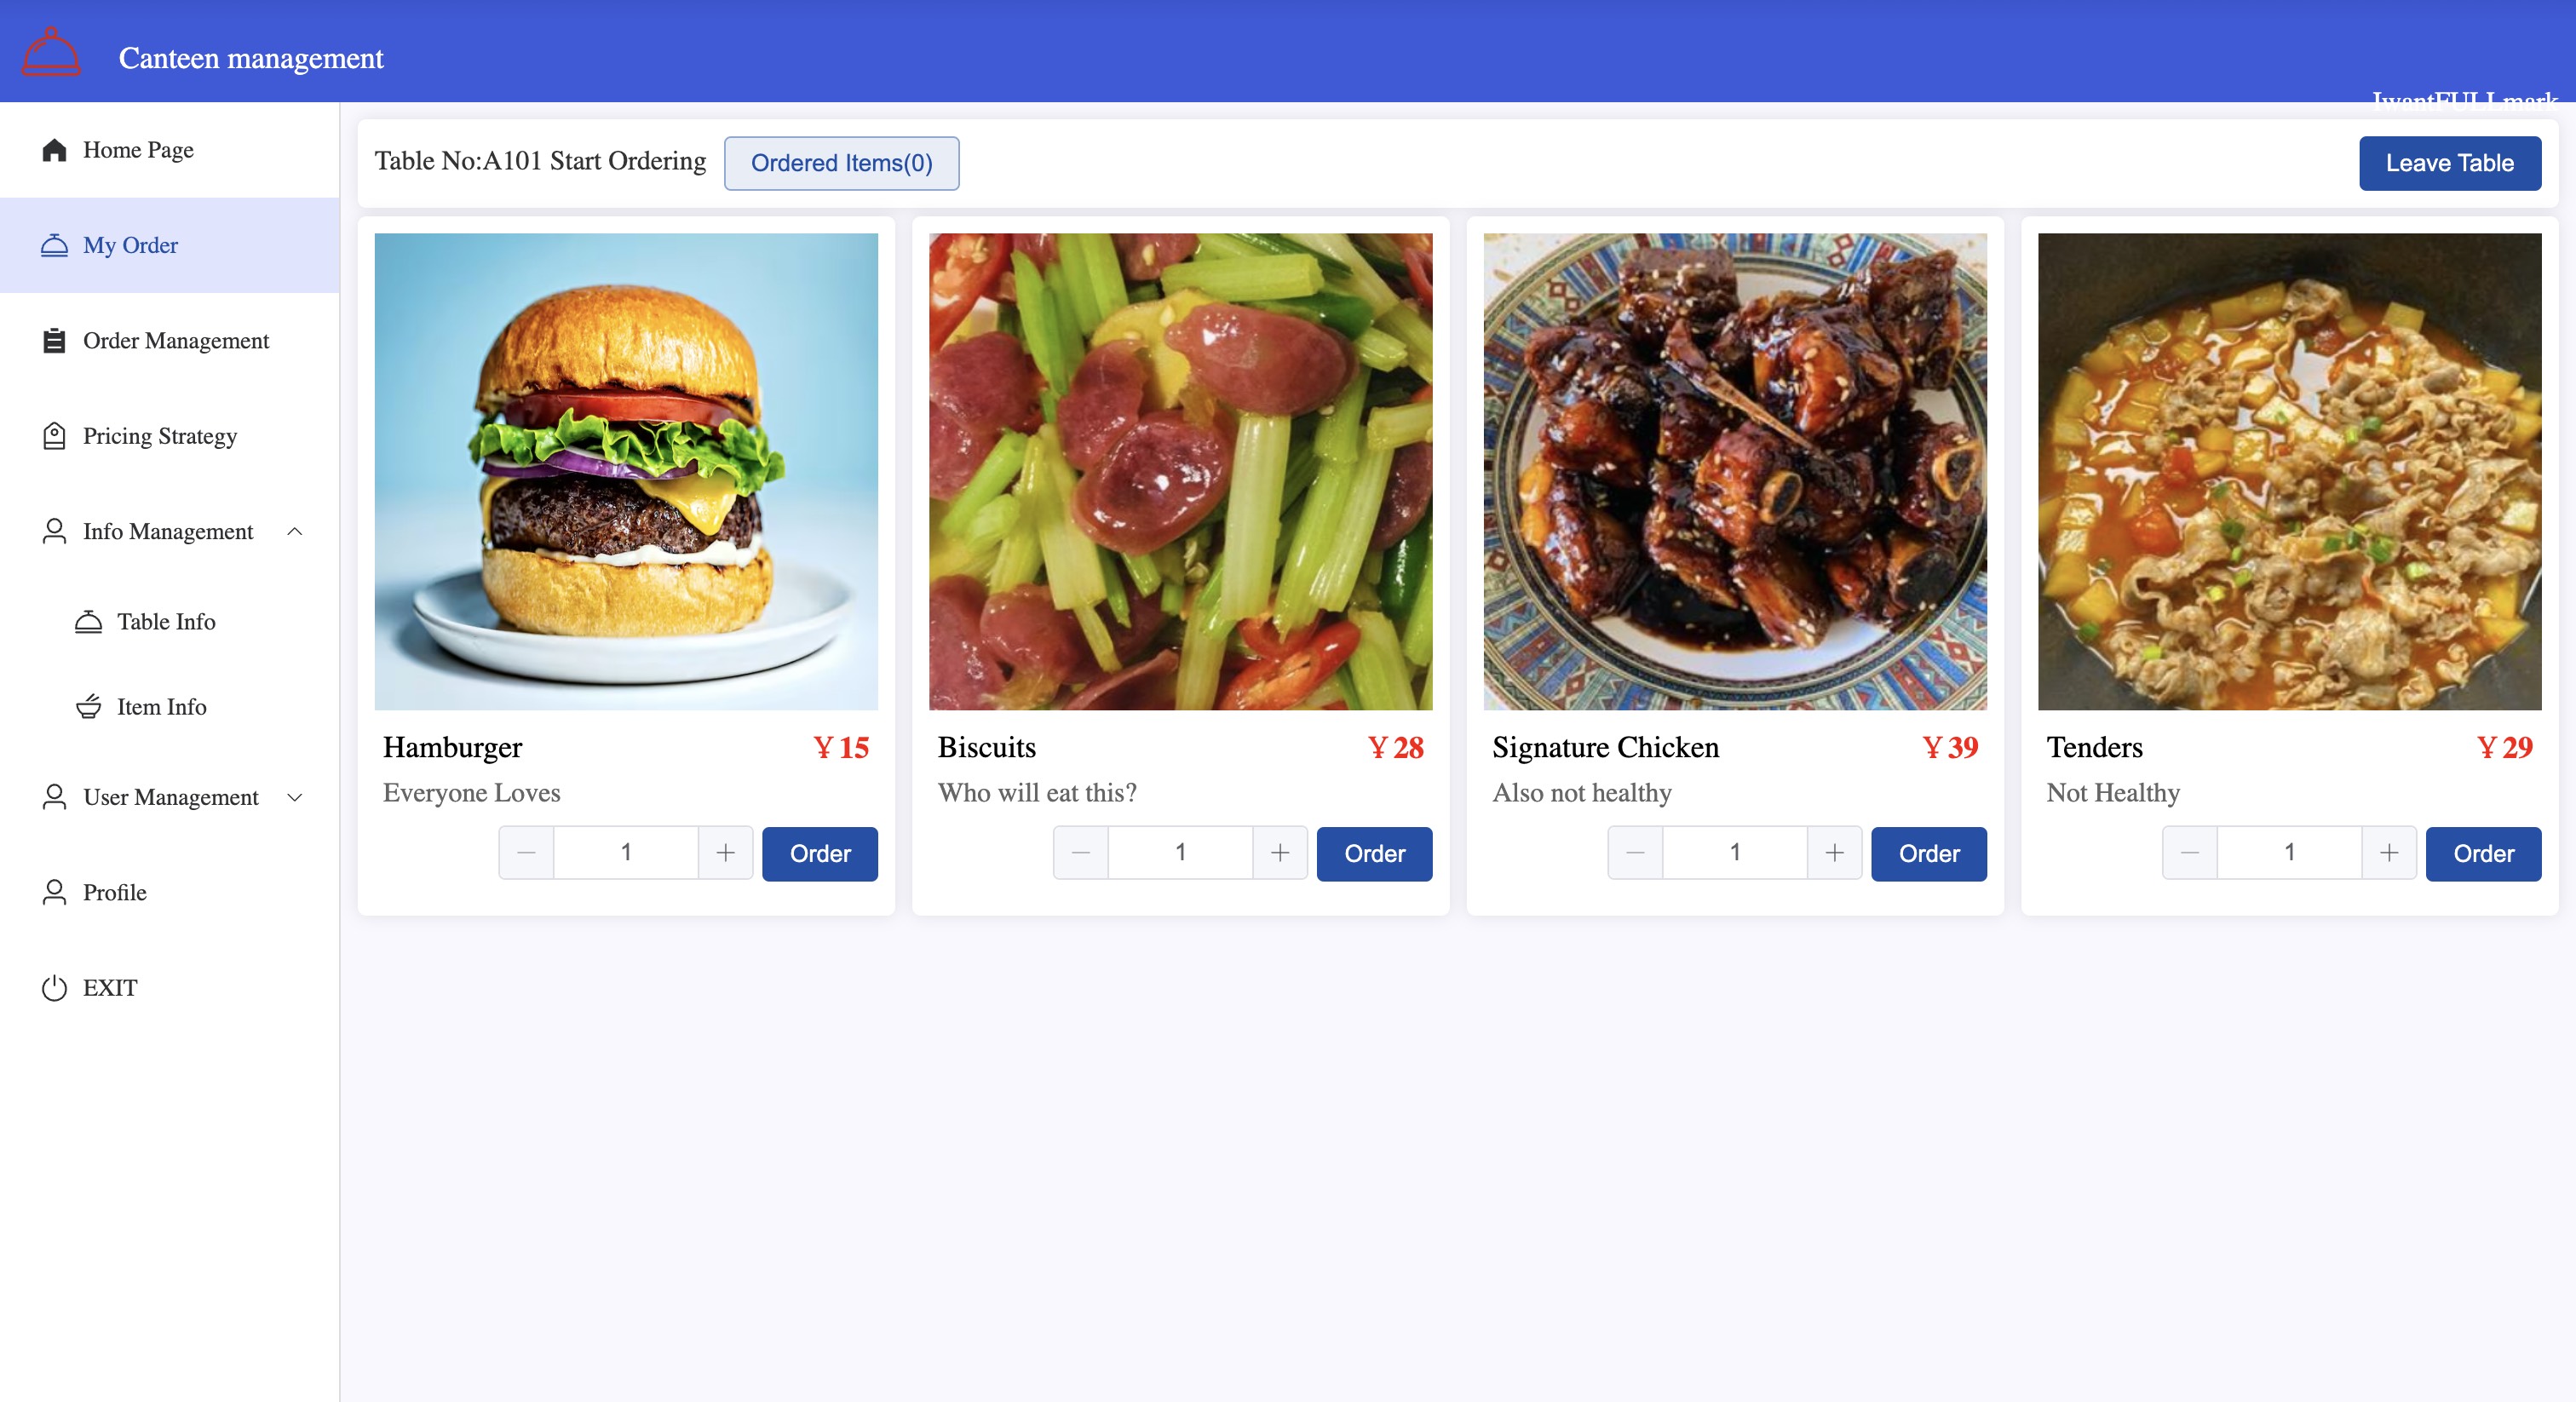 Canteen management
IwantFULLmark
Home Page
My Order
Order Management
Pricing Strategy
Info Management
Table Info
Item Info
User Management
Profile
EXIT
Table No:A101 Start Ordering
Ordered Items(0)
Leave Table
Hamburger
¥ 15
Everyone Loves
1
Order
Biscuits
¥ 28
Who will eat this?
1
Order
Signature Chicken
¥ 39
Also not healthy
1
Order
Tenders
¥ 29
Not Healthy
1
Order